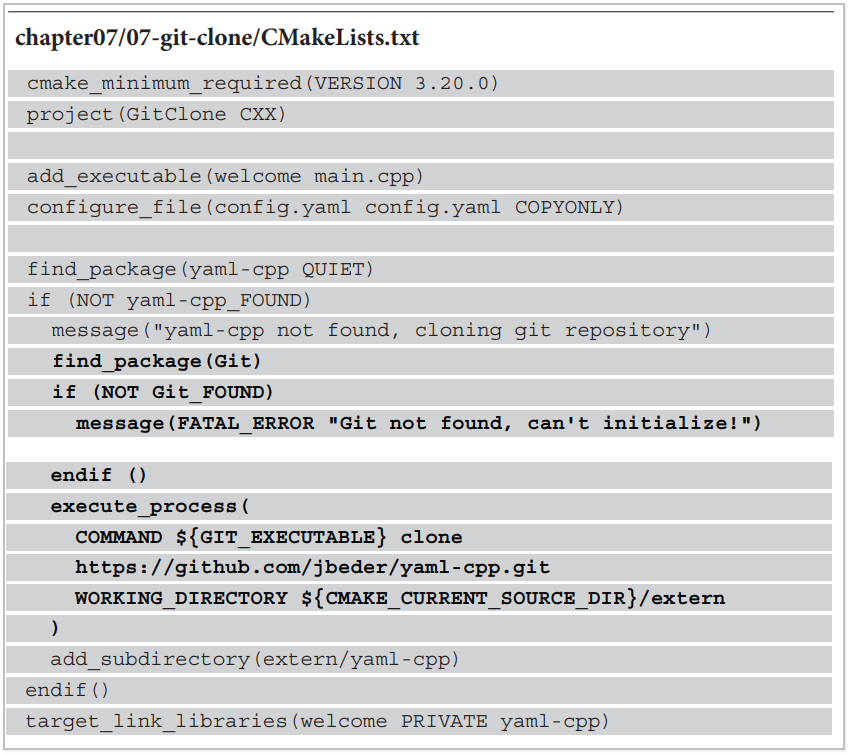 chapter07/07-git-clone/CMakeLists.txt
cmake_minimum_required(VERSION 3.20.0)
project(GitClone CXX)
add_executable(welcome main.cpp)
configure_file(config.yaml config.yaml COPYONLY)
find_package(yaml-cpp QUIET)
if (NOT yaml-cpp_FOUND)
  message("yaml-cpp not found, cloning git repository")
  find_package(Git)
  if (NOT Git_FOUND)
    message(FATAL_ERROR "Git not found, can't initialize!")
  endif ()
  execute_process(
    COMMAND ${GIT_EXECUTABLE} clone
    https://github.com/jbeder/yaml-cpp.git
    WORKING_DIRECTORY ${CMAKE_CURRENT_SOURCE_DIR}/extern
  )
  add_subdirectory(extern/yaml-cpp)
endif()
target_link_libraries(welcome PRIVATE yaml-cpp)